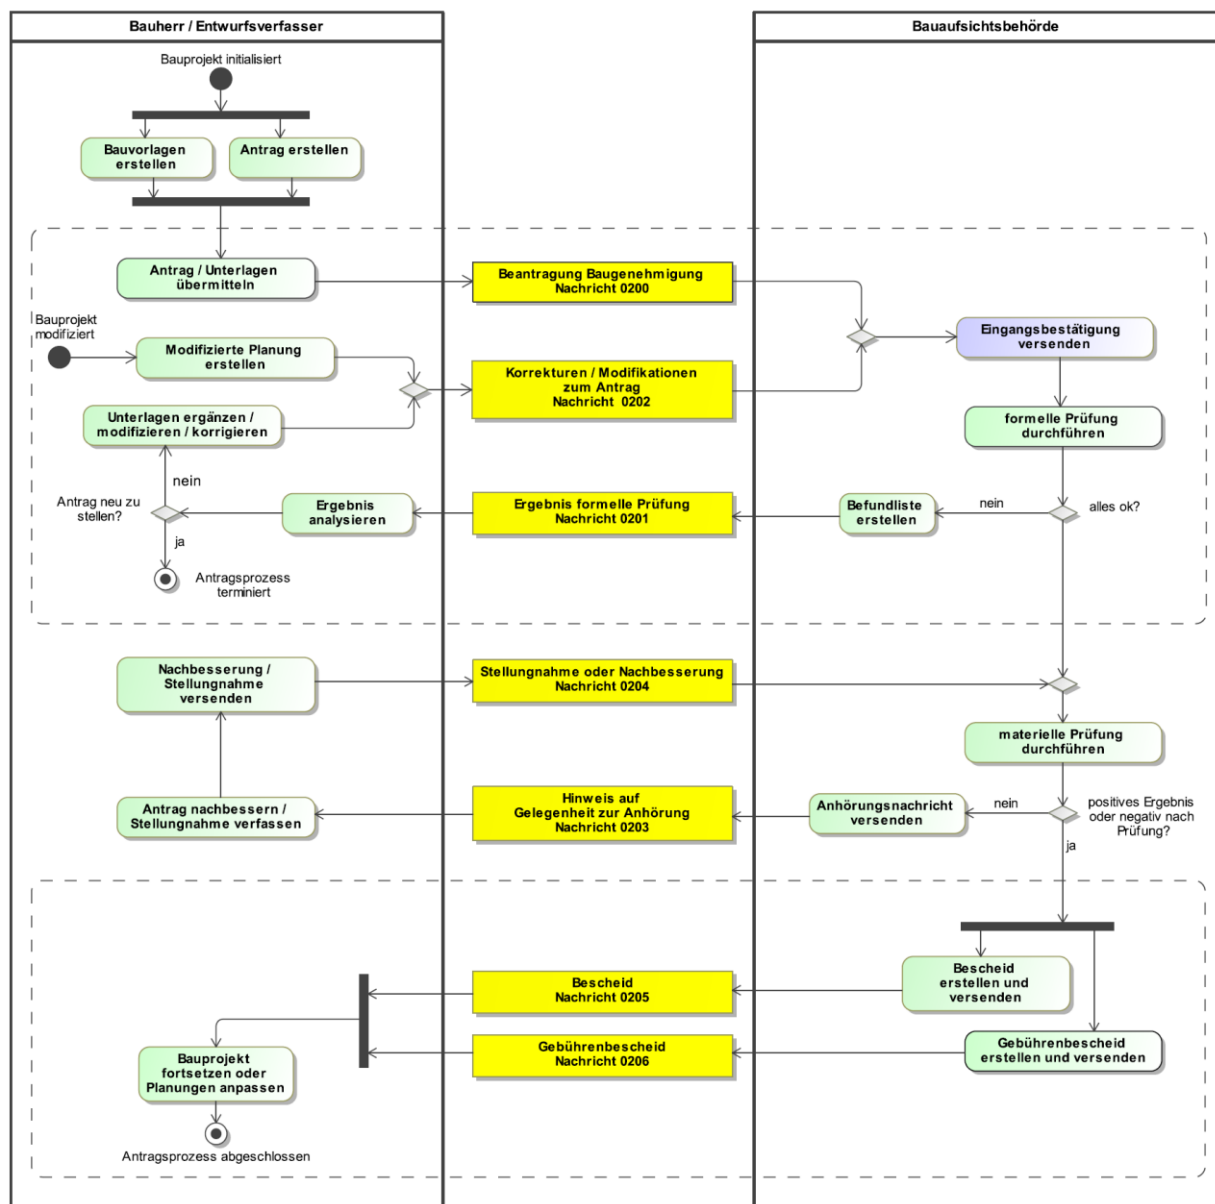 Bauherr / Entwurfsverfasser
Bauaufsichtsbehörde
Bauprojekt initialisiert
Bauvorlagen
erstellen
Antrag erstellen
Antrag / Unterlagen
übermitteln
Beantragung Baugenehmigung
Nachricht 0200
Bauprojekt
modifiziert
Modifizierte Planung
erstellen
Eingangsbestätigung
versenden
Korrekturen / Modifikationen
zum Antrag
Nachricht 0202
Unterlagen ergänzen /
modifizieren / korrigieren
formelle Prüfung
durchführen
nein
Antrag neu zu
stellen?
Ergebnis
analysieren
Ergebnis formelle Prüfung
Nachricht 0201
Befundliste
erstellen
nein
alles ok?
ja
Antragsprozess
terminiert
Nachbesserung /
Stellungnahme
versenden
Stellungnahme oder Nachbesserung
Nachricht 0204
materielle Prüfung
durchführen
Antrag nachbessern /
Stellungnahme verfassen
Hinweis auf
Gelegenheit zur Anhörung
Nachricht 0203
Anhörungsnachricht
versenden
nein
positives Ergebnis
oder negativ nach
Prüfung?
ja
Bescheid
Nachricht 0205
Bescheid
erstellen und
versenden
Gebührenbescheid
Nachricht 0206
Gebührenbescheid
erstellen und versenden
Bauprojekt
fortsetzen oder
Planungen anpassen
Antragsprozess abgeschlossen